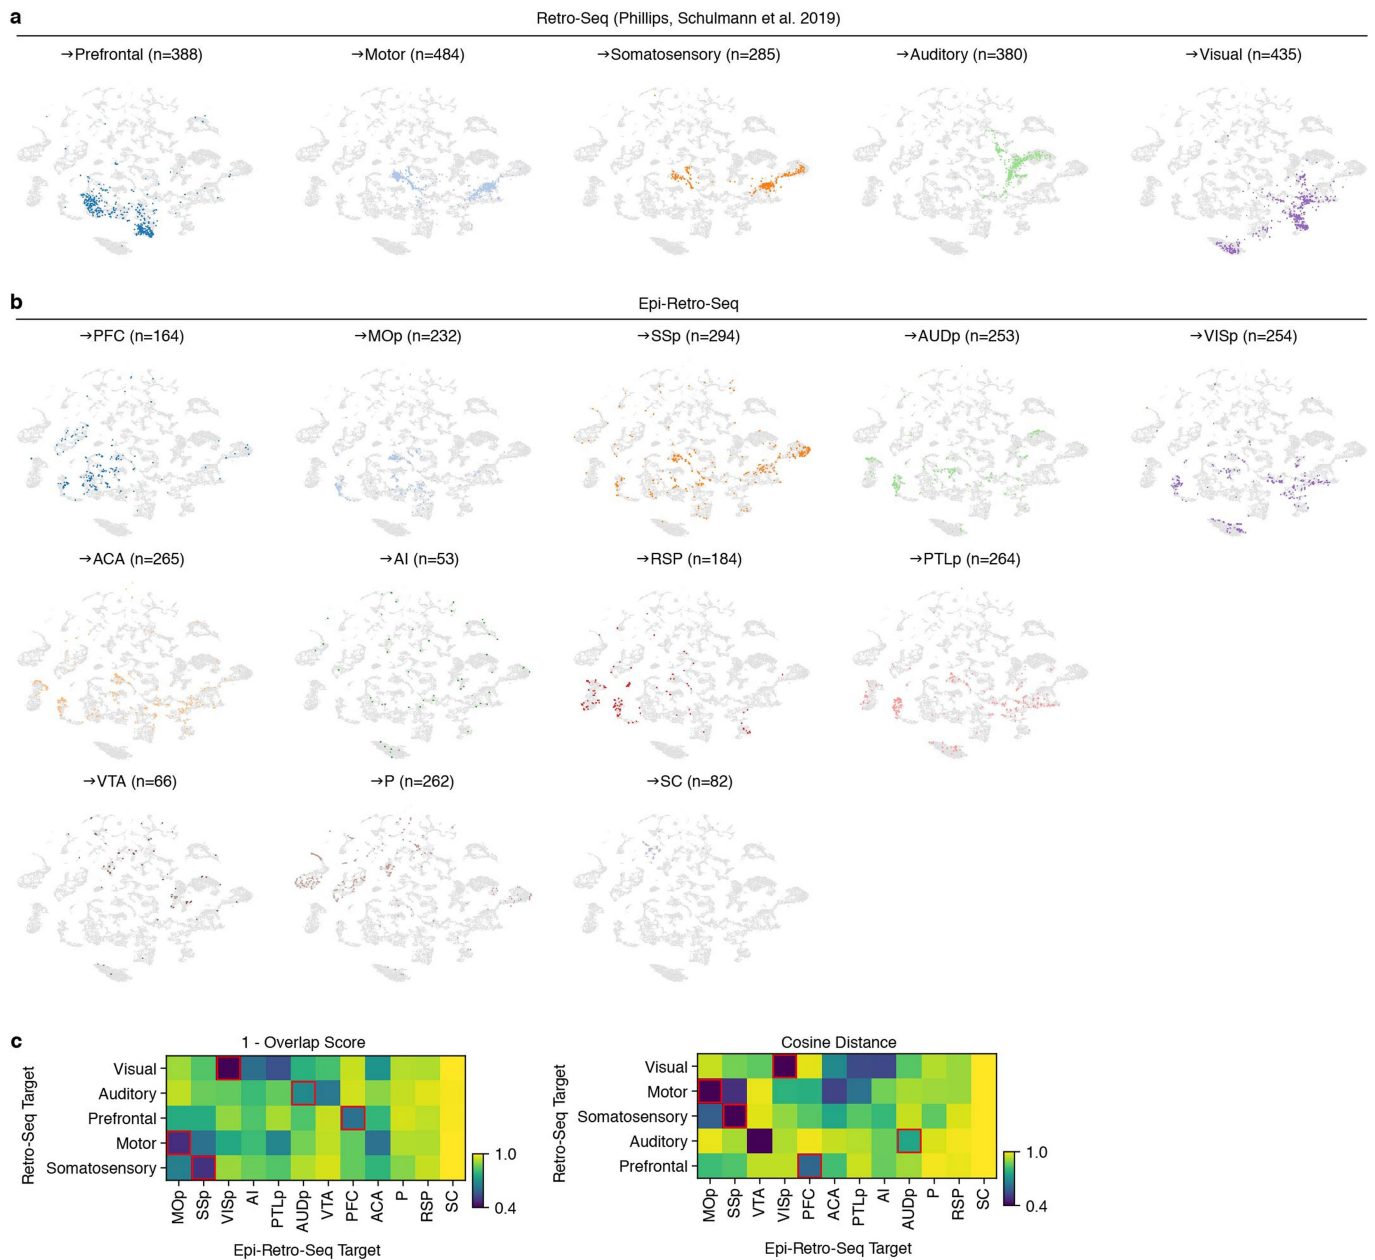 a
Retro-Seq (Phillips, Schulmann et al. 2019)
→Prefrontal (n=388)
→Motor (n=484)
→Somatosensory (n=285)
→Auditory (n=380)
→Visual (n=435)
b
Epi-Retro-Seq
→PFC (n=164)
→MOp (n=232)
→SSp (n=294)
→AUDp (n=253)
→VISp (n=254)
→ACA (n=265)
→AI (n=53)
→RSP (n=184)
→PTLp (n=264)
→VTA (n=66)
→P (n=262)
→SC (n=82)
c
1 - Overlap Score
Retro-Seq Target
Visual
Auditory
Prefrontal
Motor
Somatosensory
MOp
SSp
VISp
AI
PTLp
AUDp
VTA
PFC
ACA
P
RSP
SC
Epi-Retro-Seq Target
1.0
0.4
Cosine Distance
Retro-Seq Target
Visual
Motor
Somatosensory
Auditory
Prefrontal
MOp
SSp
VTA
VISp
PFC
ACA
PTLp
AI
AUDp
P
RSP
SC
Epi-Retro-Seq Target
1.0
0.4